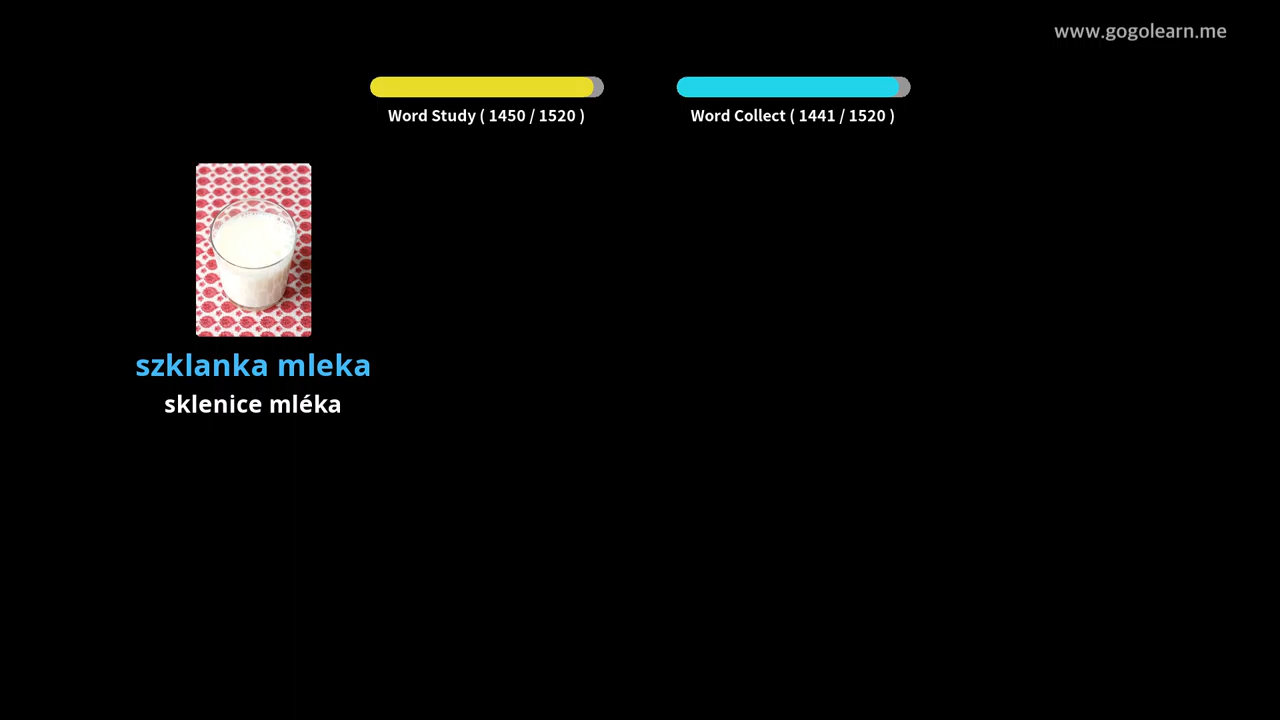 www.gogolearn.me
Word Study ( 1450 / 1520 )
Word Collect ( 1441 / 1520 )
szklanka mleka
sklenice mléka